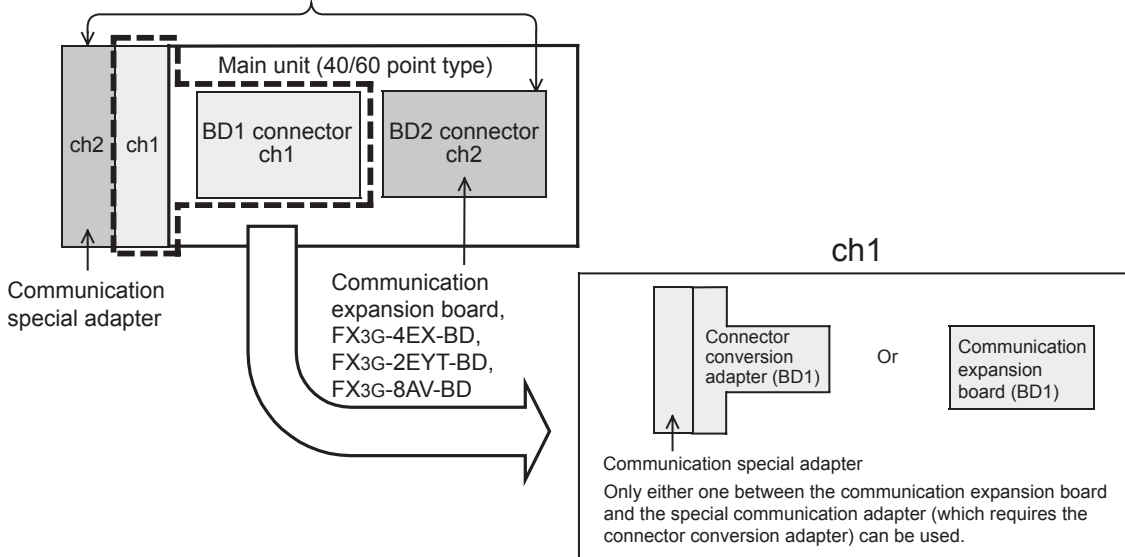 Main unit (40/60 point type)
ch2
ch1
BD1 connector
ch1
BD2 connector
ch2
Communication
special adapter
Communication
expansion board,
FX3G-4EX-BD,
FX3G-2EYT-BD,
FX3G-8AV-BD
ch1
Connector
conversion
adapter (BD1)
Or
Communication
expansion
board (BD1)
Communication special adapter
Only either one between the communication expansion board
and the special communication adapter (which requires the
connector conversion adapter) can be used.